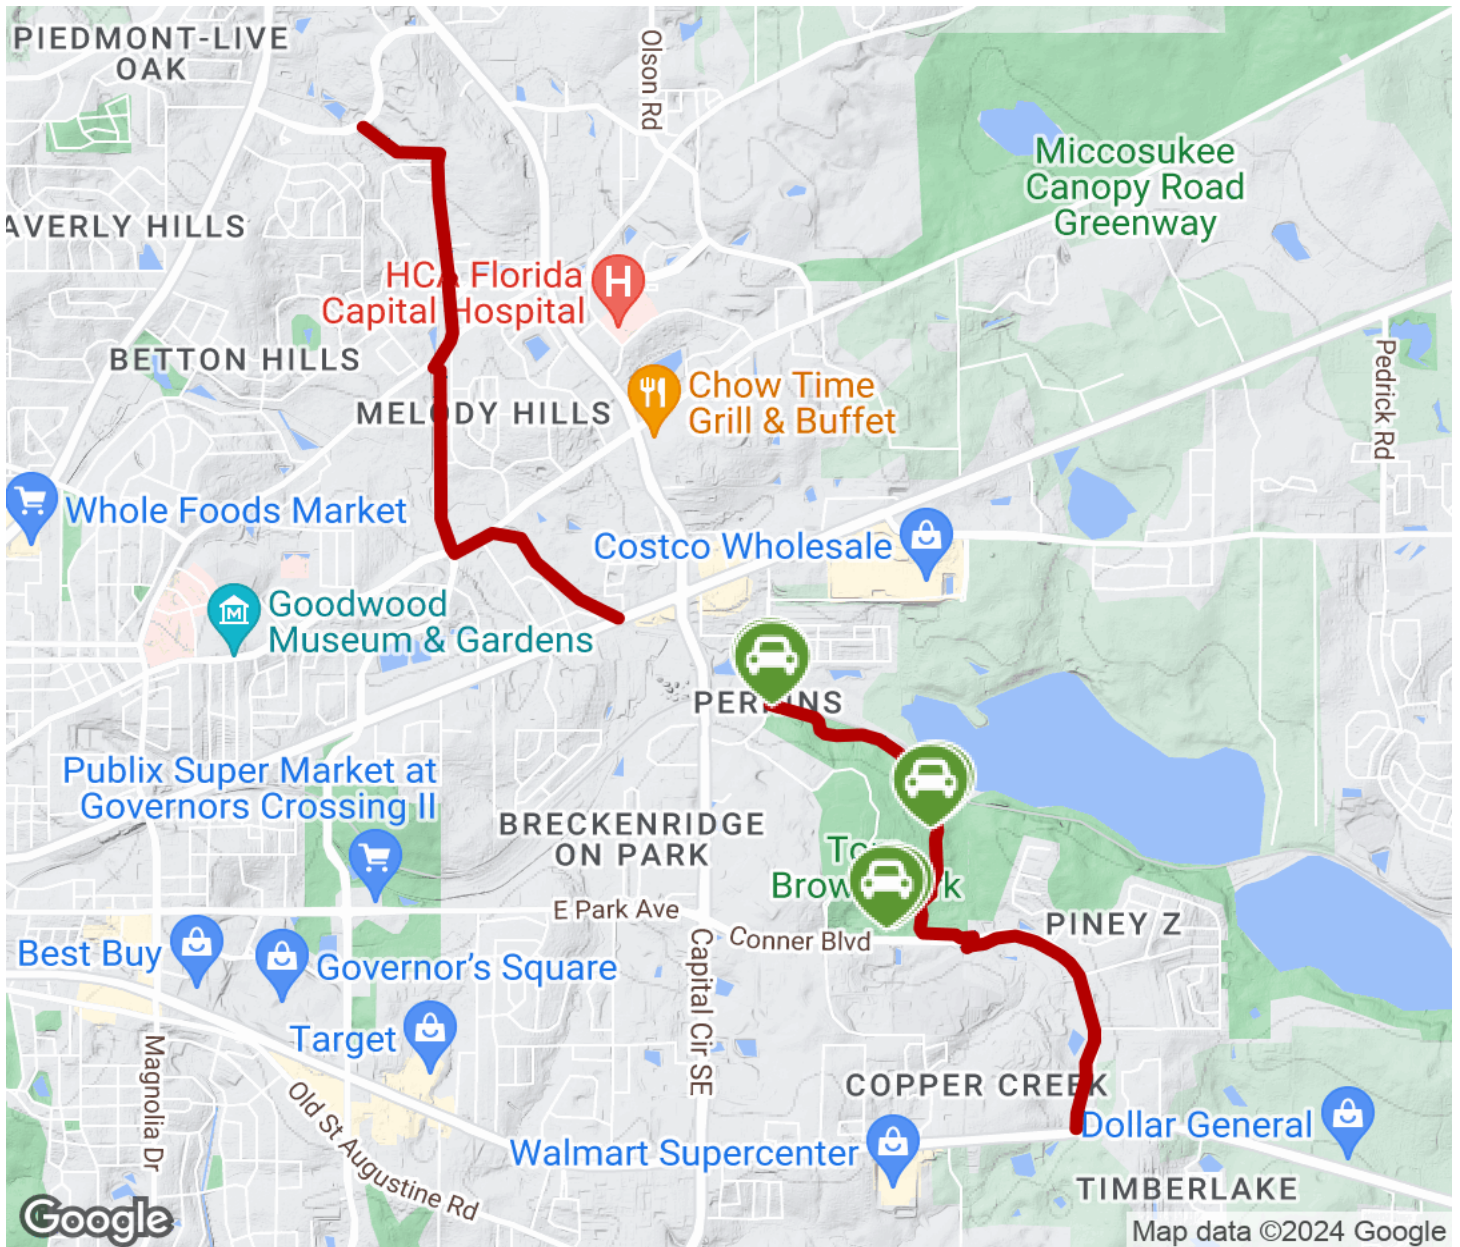 PIEDMONT-LIVE
OAK
Olson Rd
Miccosukee
Canopy Road
Greenway
AVERLY HILLS
HCA Florida
Capital Hospital
H
BETTON HILLS
Pedrick Rd
Chow Time
Grill & Buffet
MELODY HILLS
Whole Foods Market
Costco Wholesale
Goodwood
Museum & Gardens
M
PERKINS
Publix Super Market at
Governors Crossing II
BRECKENRIDGE
ON PARK
Tom
Brown Park
E Park Ave
Conner Blvd
PINEY Z
Best Buy
Governor's Square
Capital Cir SE
Target
Magnolia Dr
Old St Augustine Rd
COPPER CREEK
Dollar General
Walmart Supercenter
TIMBERLAKE
Google
Map data ©2024 Google